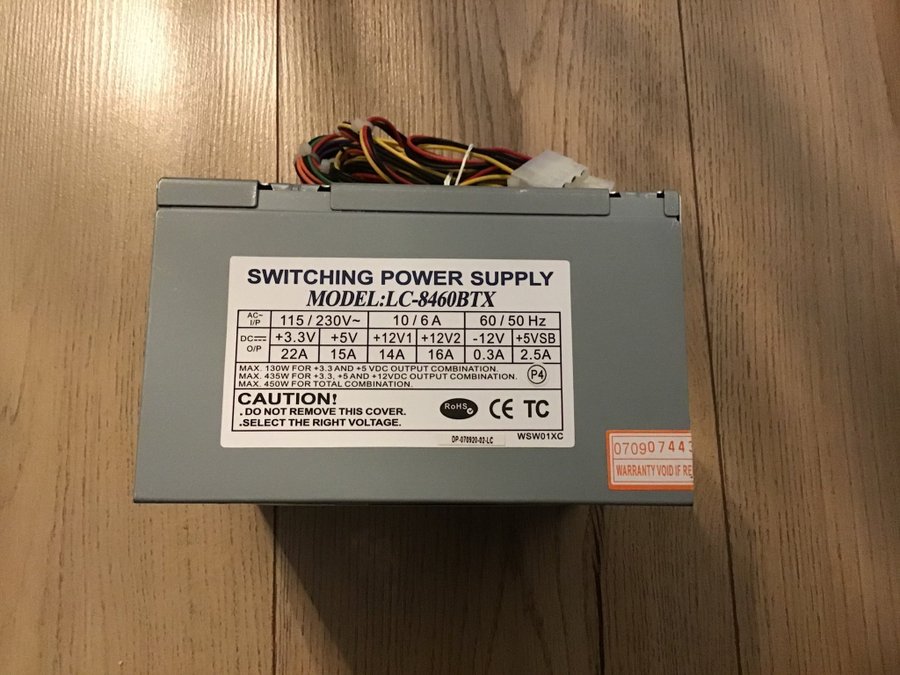 SWITCHING POWER SUPPLY
MODEL:LC-8460BTX
AC~ I/P 115 / 230V~ 10 / 6 A 60 / 50 Hz
DC⎓ O/P +3.3V +5V +12V1 +12V2 -12V +5VSB
22A 15A 14A 16A 0.3A 2.5A
MAX. 130W FOR +3.3 AND +5 VDC OUTPUT COMBINATION.
MAX. 435W FOR +3.3, +5 AND +12VDC OUTPUT COMBINATION.
MAX. 450W FOR TOTAL COMBINATION.
P4
CAUTION!
. DO NOT REMOVE THIS COVER.
. SELECT THE RIGHT VOLTAGE.
RoHS CE TC
DP-070920-02-LC WSW01XC
070907443
WARRANTY VOID IF RE